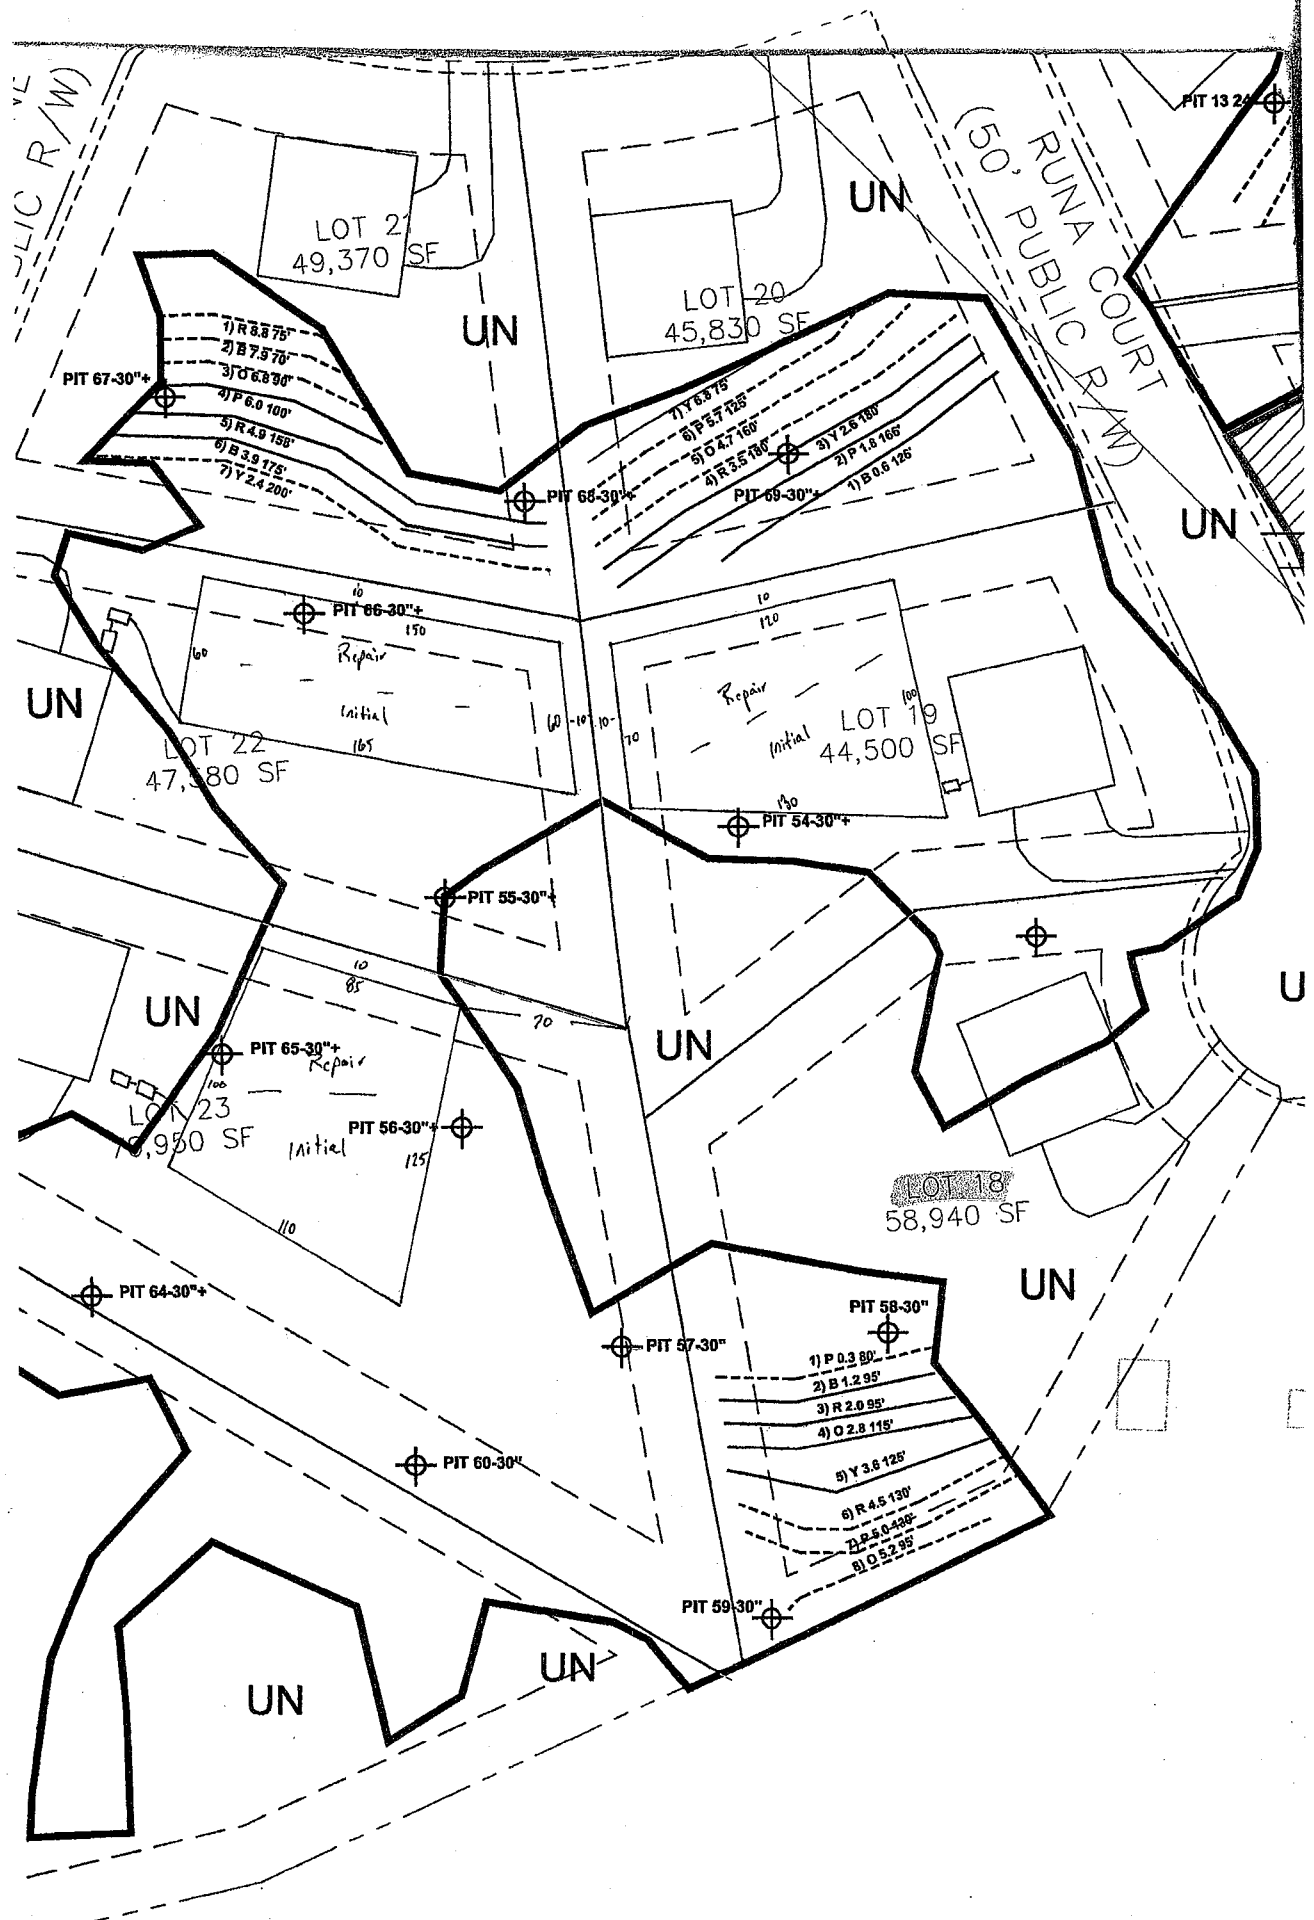 PUBLIC R/W)
PIT 13 24
RUNA COURT
(50' PUBLIC R/W)
UN
LOT 21
49,370 SF
LOT 20
45,830 SF
UN
1) R 8.8 75'
2) B 7.9 70'
3) O 6.8 90'
4) P 6.0 100'
5) R 4.9 158'
6) B 3.9 175'
7) Y 2.4 200'
PIT 67-30"+
7) Y 6.8 75'
6) P 5.7 125'
5) O 4.7 160'
4) R 3.5 180'
3) Y 2.6 180'
2) P 1.8 166'
1) B 0.6 126'
PIT 68-30"+
PIT 69-30"+
UN
10
PIT 66-30"+
150
60
Repair
Initial
165
60
-10
10-
10
120
Repair
Initial
100
70
130
LOT 19
44,500 SF
UN
LOT 22
47,580 SF
PIT 54-30"+
PIT 55-30"+
10
85
70
UN
UN
U
PIT 65-30"+
Repair
100
LOT 23
,950 SF
Initial
PIT 56-30"+
125
110
LOT 18
58,940 SF
UN
PIT 64-30"+
PIT 58-30"
PIT 57-30"
1) P 0.3 80'
2) B 1.2 95'
3) R 2.0 95'
4) O 2.8 115'
5) Y 3.6 125'
6) R 4.5 130'
7) P 5.0 130'
8) O 5.2 95'
PIT 60-30"
PIT 59-30"
UN
UN